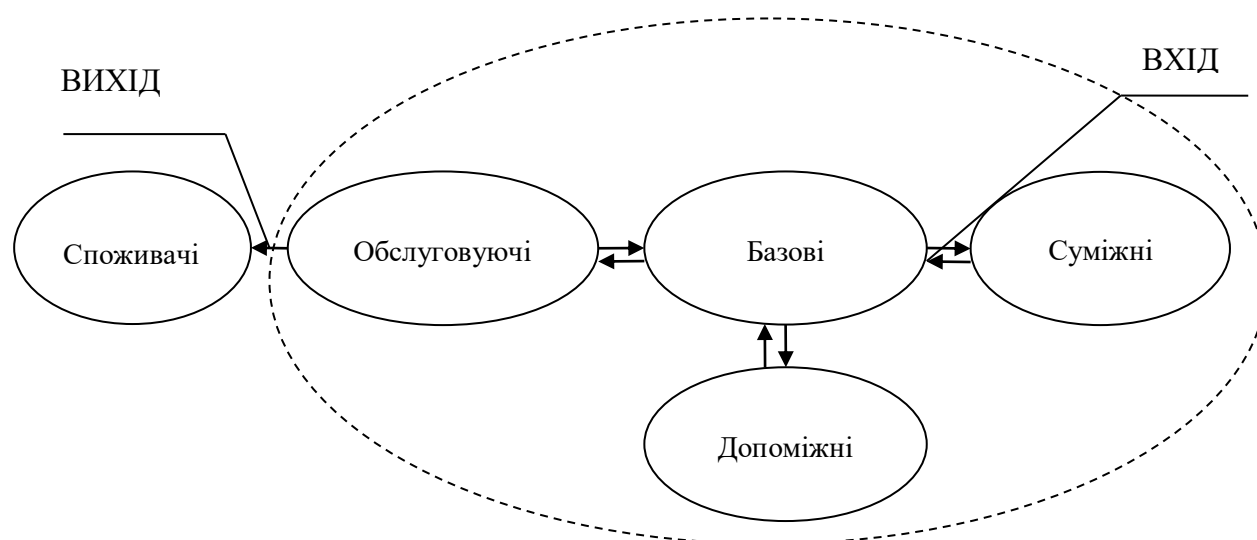 ВИХІД
ВХІД
Споживачі
Обслуговуючі
Базові
Суміжні
Допоміжні